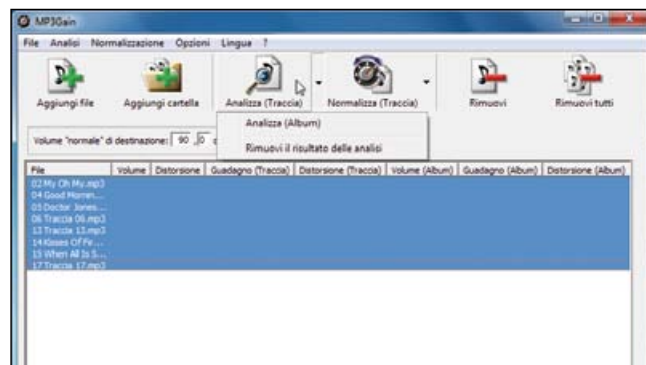 MP3Gain
File Analisi Normalizzazione Opzioni Lingua ?
Aggiungi file Aggiungi cartella Analizza (Traccia) Normalizza (Traccia) Rimuovi Rimuovi tutti
Analizza (Album)
Volume "normale" di destinazione: 90 ,0
Rimuovi il risultato delle analisi
File Volume Distorsione Guadagno (Traccia) Distorsione (Traccia) Volume (Album) Guadagno (Album) Distorsione (Album)
02 My Oh My.mp3
04 Good Mornin...
05 Doctor Jones...
06 Traccia 06.mp3
13 Traccia 13.mp3
14 Kisses Of Fe...
15 When All Is S...
17 Traccia 17.mp3